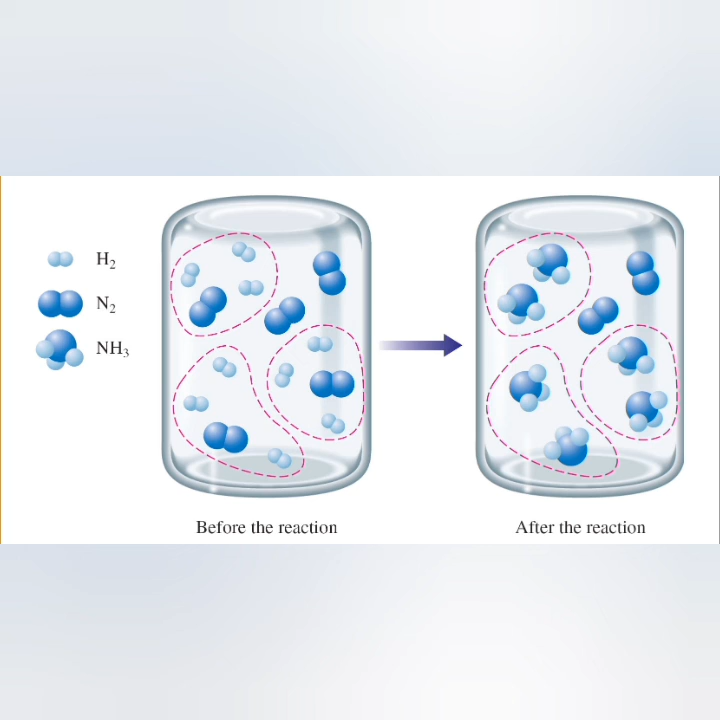 H₂
N₂
NH₃
Before the reaction
After the reaction